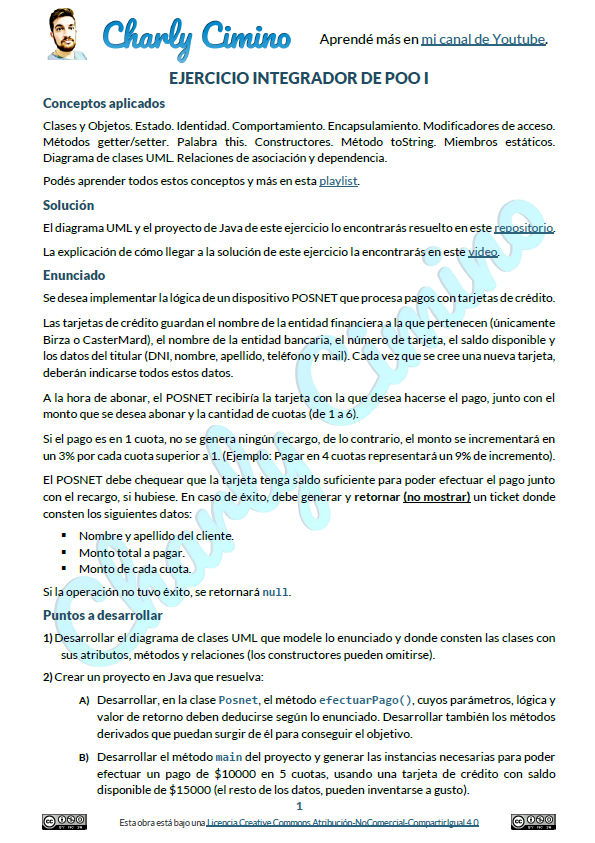 Charly Cimino
Aprendé más en mi canal de Youtube.
EJERCICIO INTEGRADOR DE POO I
Conceptos aplicados
Clases y Objetos. Estado. Identidad. Comportamiento. Encapsulamiento. Modificadores de acceso.
Métodos getter/setter. Palabra this. Constructores. Método toString. Miembros estáticos.
Diagrama de clases UML. Relaciones de asociación y dependencia.
Podés aprender todos estos conceptos y más en esta playlist.
Solución
El diagrama UML y el proyecto de Java de este ejercicio lo encontrarás resuelto en este repositorio.
La explicación de cómo llegar a la solución de este ejercicio la encontrarás en este video.
Enunciado
Se desea implementar la lógica de un dispositivo POSNET que procesa pagos con tarjetas de crédito.
Las tarjetas de crédito guardan el nombre de la entidad financiera a la que pertenecen (únicamente
Birza o CasterMard), el nombre de la entidad bancaria, el número de tarjeta, el saldo disponible y
los datos del titular (DNI, nombre, apellido, teléfono y mail). Cada vez que se cree una nueva tarjeta,
deberán indicarse todos estos datos.
A la hora de abonar, el POSNET recibiría la tarjeta con la que desea hacerse el pago, junto con el
monto que se desea abonar y la cantidad de cuotas (de 1 a 6).
Si el pago es en 1 cuota, no se genera ningún recargo, de lo contrario, el monto se incrementará en
un 3% por cada cuota superior a 1. (Ejemplo: Pagar en 4 cuotas representará un 9% de incremento).
El POSNET debe chequear que la tarjeta tenga saldo suficiente para poder efectuar el pago junto
con el recargo, si hubiese. En caso de éxito, debe generar y retornar (no mostrar) un ticket donde
consten los siguientes datos:
▪ Nombre y apellido del cliente.
▪ Monto total a pagar.
▪ Monto de cada cuota.
Si la operación no tuvo éxito, se retornará null.
Puntos a desarrollar
1) Desarrollar el diagrama de clases UML que modele lo enunciado y donde consten las clases con
sus atributos, métodos y relaciones (los constructores pueden omitirse).
2) Crear un proyecto en Java que resuelva:
A) Desarrollar, en la clase Posnet, el método efectuarPago(), cuyos parámetros, lógica y
valor de retorno deben deducirse según lo enunciado. Desarrollar también los métodos
derivados que puedan surgir de él para conseguir el objetivo.
B) Desarrollar el método main del proyecto y generar las instancias necesarias para poder
efectuar un pago de $10000 en 5 cuotas, usando una tarjeta de crédito con saldo
disponible de $15000 (el resto de los datos, pueden inventarse a gusto).
1
Esta obra está bajo una Licencia Creative Commons Atribución-NoComercial-CompartirIgual 4.0
Charly Cimino